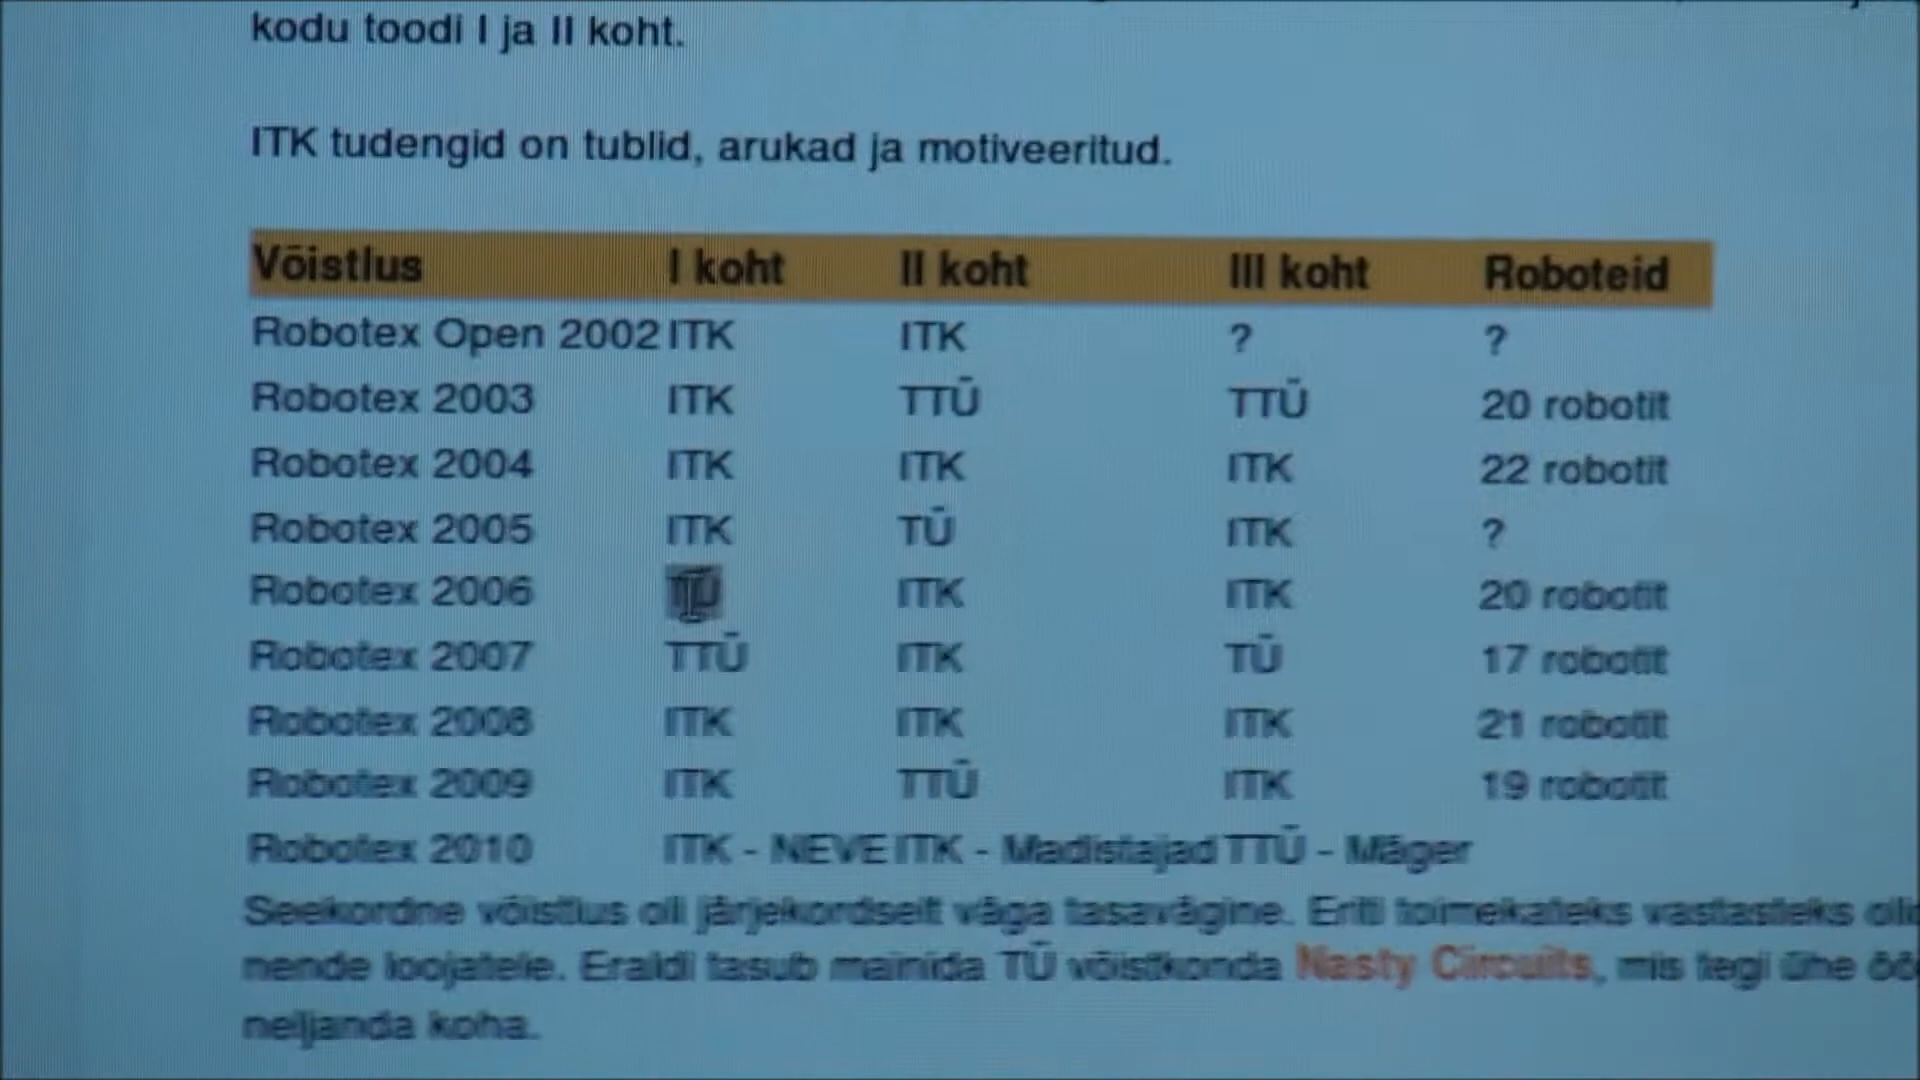 kodu toodi I ja II koht.
ITK tudengid on tublid, arukad ja motiveeritud.
Võistlus I koht II koht III koht Roboteid
Robotex Open 2002 ITK ITK ? ?
Robotex 2003 ITK TTÜ TTÜ 20 robotit
Robotex 2004 ITK ITK ITK 22 robotit
Robotex 2005 ITK TÜ ITK ?
Robotex 2006 ITK ITK 20 robotit
Robotex 2007 TTÜ ITK TÜ 17 robotit
Robotex 2008 ITK ITK ITK 21 robotit
Robotex 2009 ITK TTÜ ITK 19 robotit
Robotex 2010 ITK - NEVE ITK - Madistajad TTÜ - Mäger
Seekordne võistlus oli järjekordselt väga tasavägine. Eriti toimekateks vastasteks
nende loojatele. Eraldi tasub mainida TÜ võistkonda Nasty Circuits, mis tegi ühe
neljanda koha.